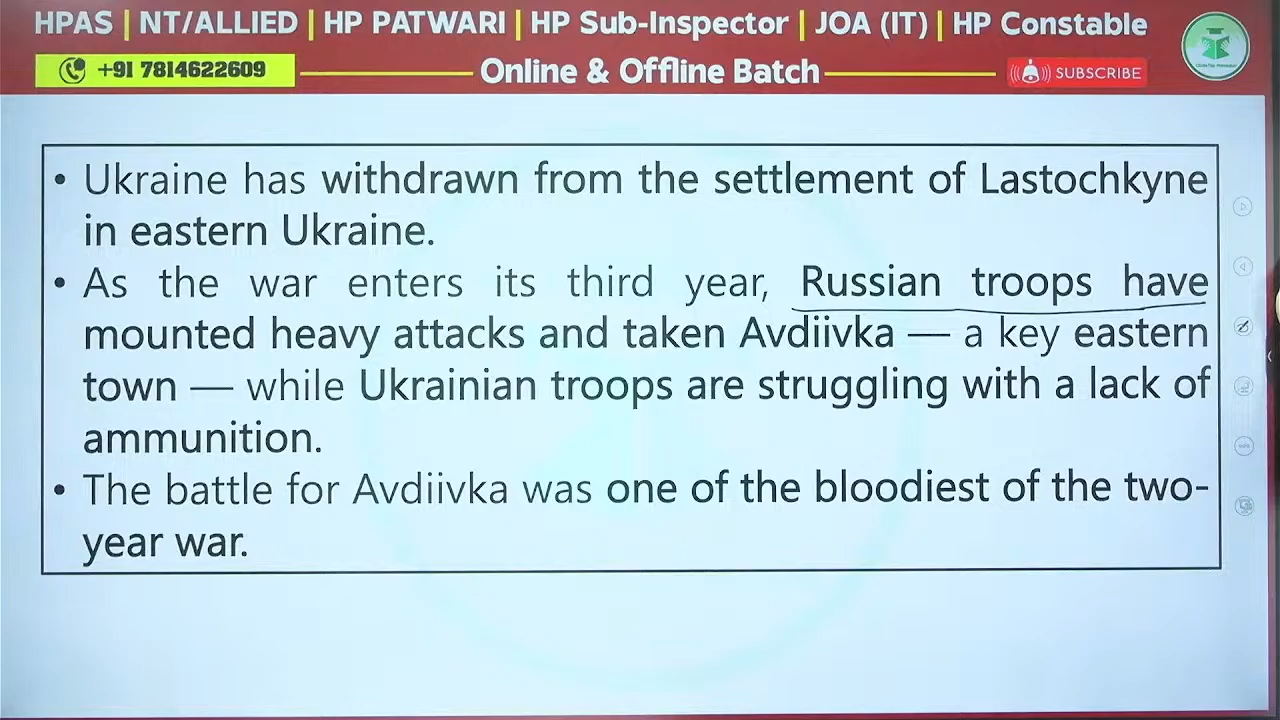 HPAS | NT/ALLIED | HP PATWARI | HP Sub-Inspector | JOA (IT) | HP Constable
+91 7814622609
Online & Offline Batch
SUBSCRIBE
• Ukraine has withdrawn from the settlement of Lastochkyne
in eastern Ukraine.
• As the war enters its third year, Russian troops have
mounted heavy attacks and taken Avdiivka — a key eastern
town — while Ukrainian troops are struggling with a lack of
ammunition.
• The battle for Avdiivka was one of the bloodiest of the two-
year war.